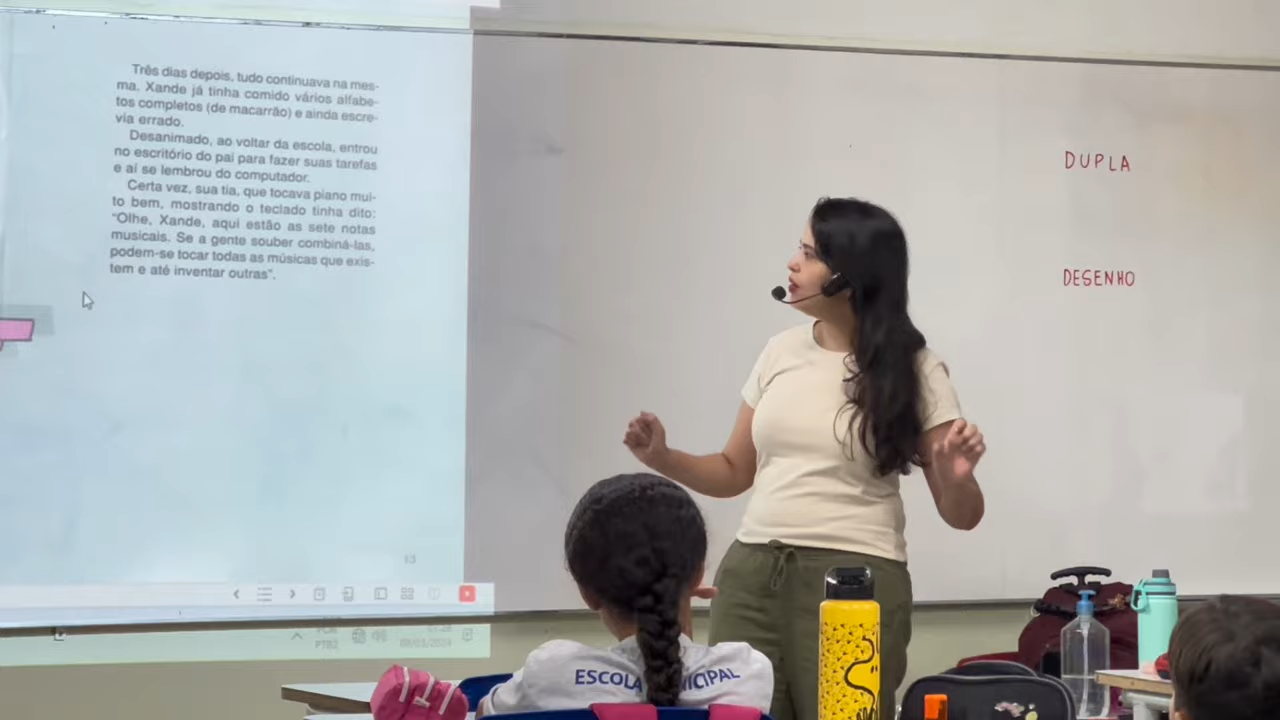 Três dias depois, tudo continuava na mes-
ma. Xande já tinha comido vários alfabe-
tos completos (de macarrão) e ainda escre-
via errado.
Desanimado, ao voltar da escola, entrou
no escritório do pai para fazer suas tarefas
e aí se lembrou do computador.
Certa vez, sua tia, que tocava piano mui-
to bem, mostrando o teclado tinha dito:
“Olhe, Xande, aqui estão as sete notas
musicais. Se a gente souber combiná-las,
podem-se tocar todas as músicas que exis-
tem e até inventar outras”.
13
DUPLA
DESENHO
ESCOLA
PTB2